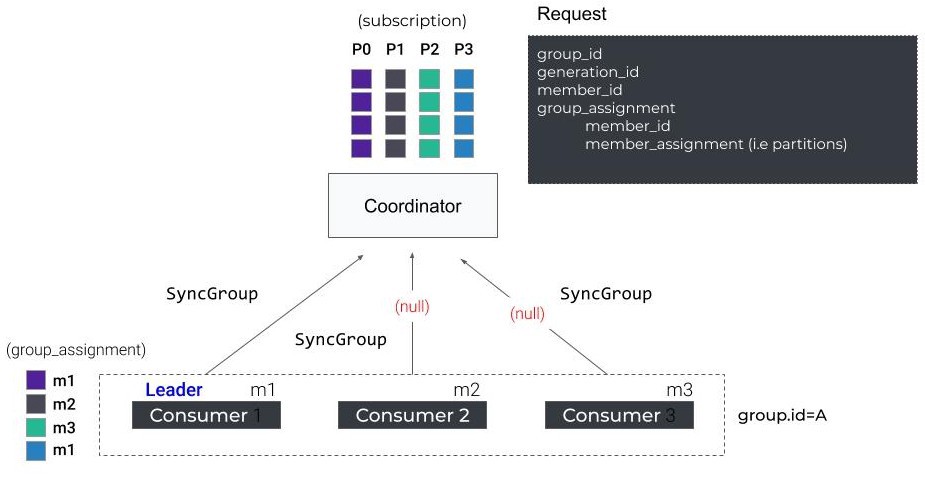 (subscription)
P0 P1 P2 P3
Request
group_id
generation_id
member_id
group_assignment
member_id
member_assignment (i.e partitions)
Coordinator
SyncGroup
(null)
SyncGroup
(null)
SyncGroup
(group_assignment)
m1
m2
m3
m1
Leader m1
Consumer 1
m2
Consumer 2
m3
Consumer 3
group.id=A